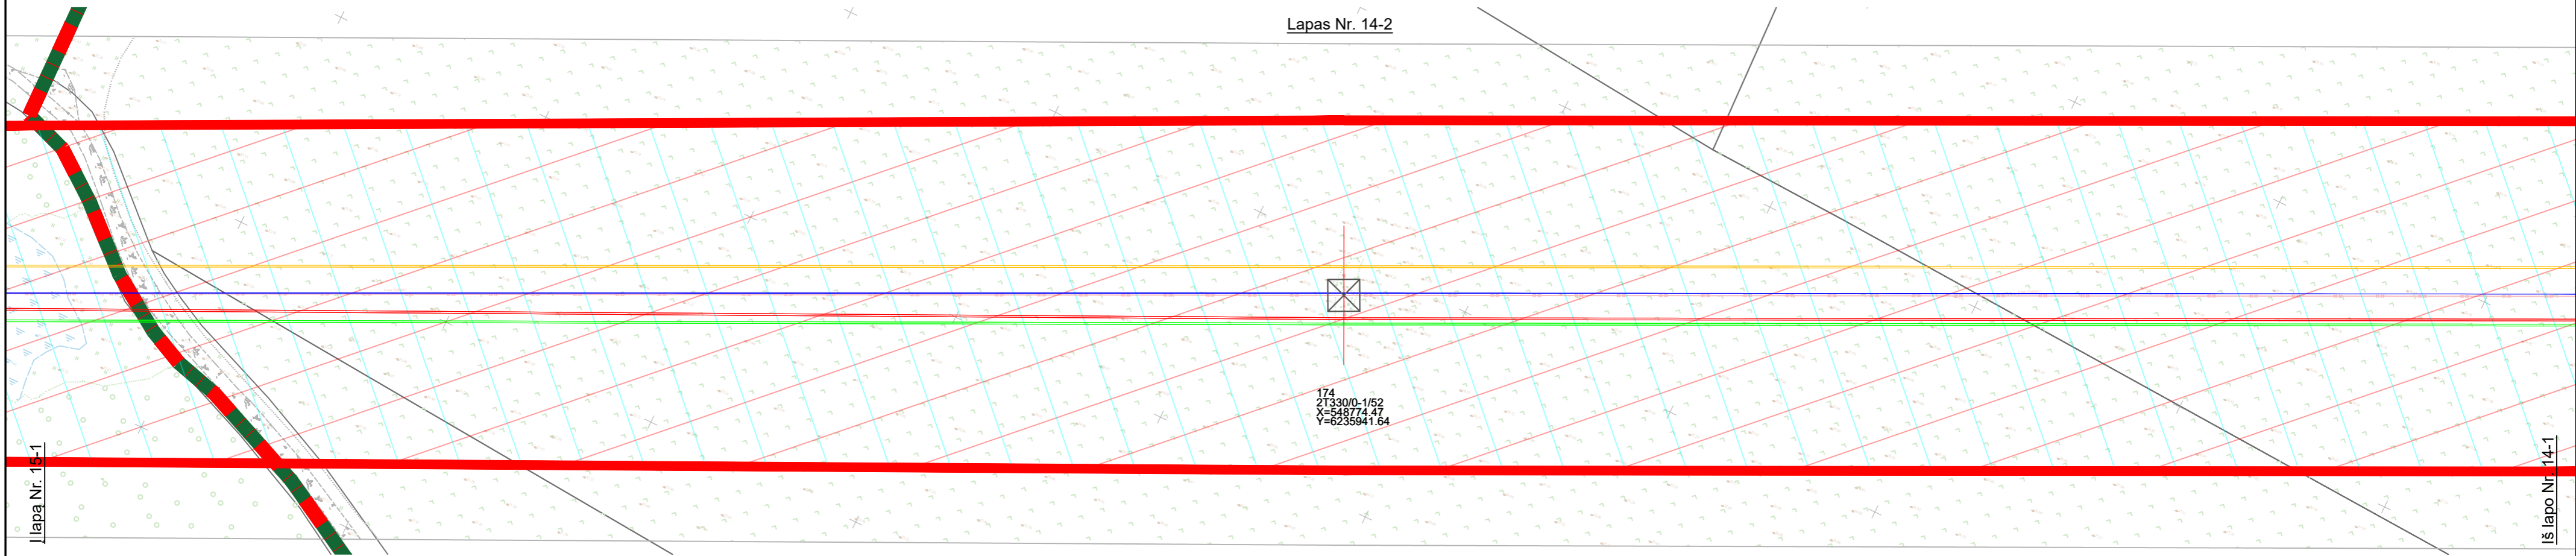 Lapas Nr. 14-2
174
2T330/0-1/52
X=548774.47
Y=6235941.64
Į lapą Nr. 15-1
Iš lapo Nr. 14-1